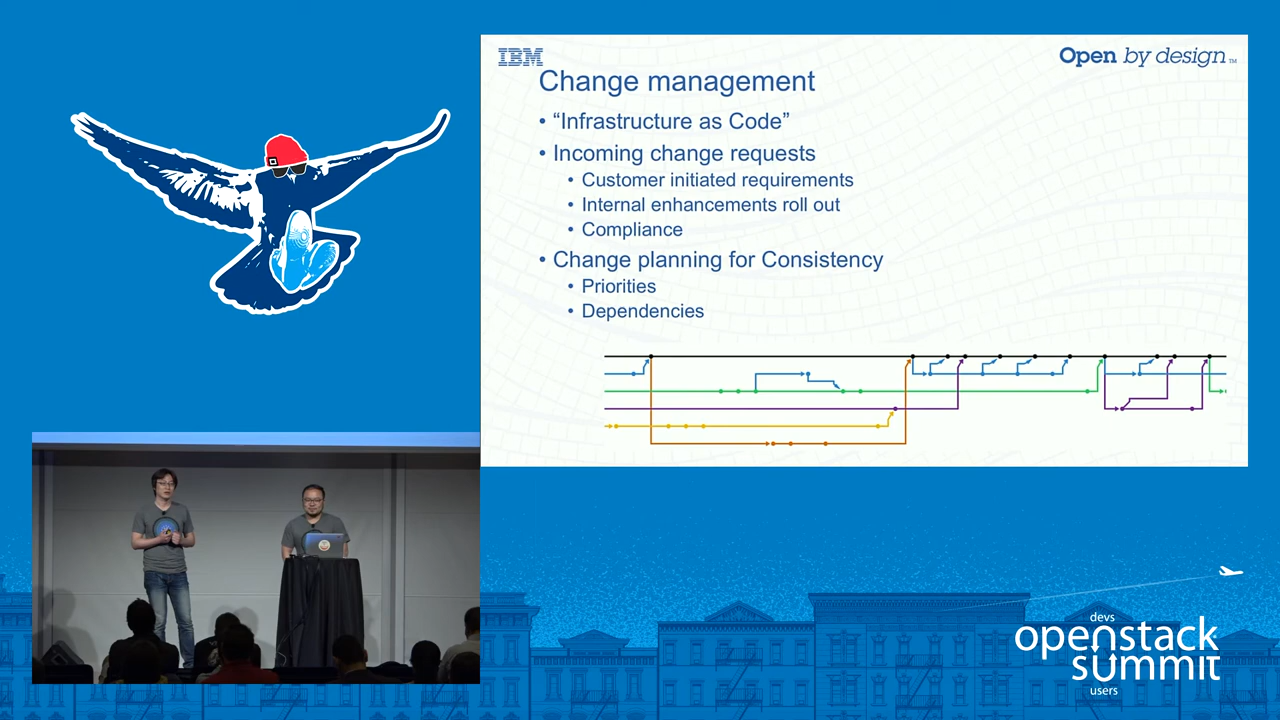 IBM
Open by design™
Change management
• “Infrastructure as Code”
• Incoming change requests
• Customer initiated requirements
• Internal enhancements roll out
• Compliance
• Change planning for Consistency
• Priorities
• Dependencies
devs
openstack
summit
users